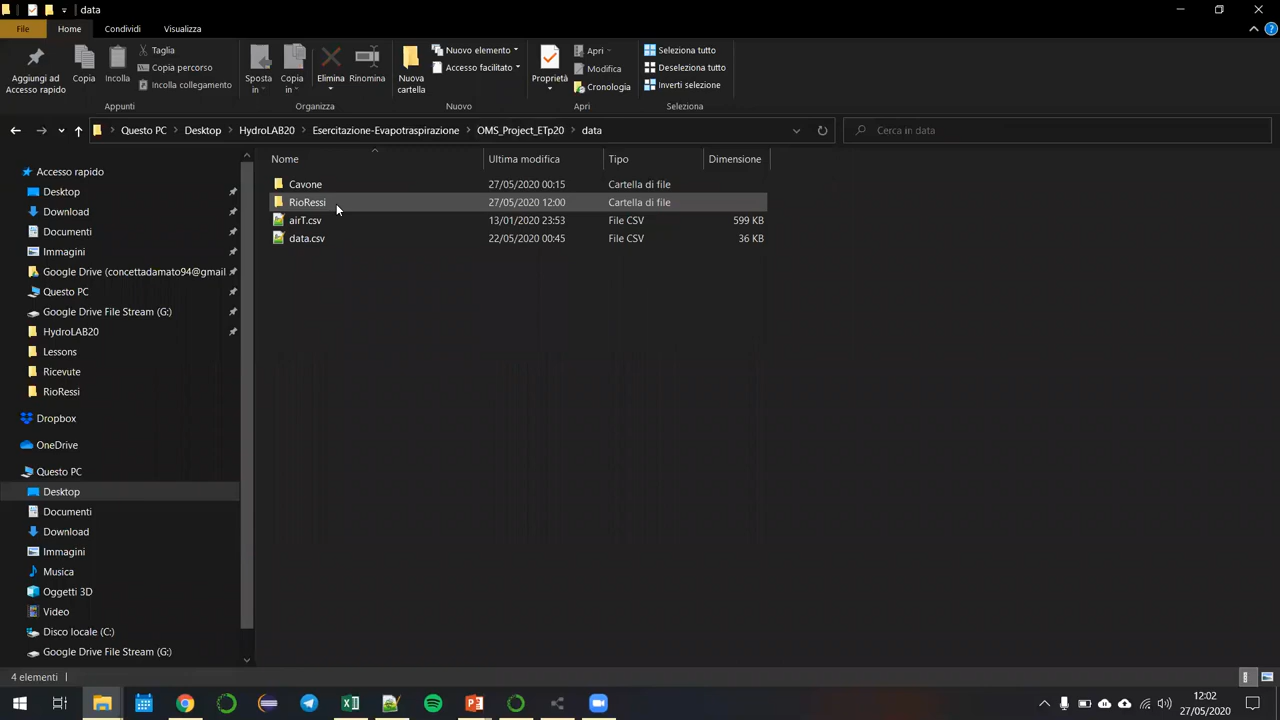 data
File Home Condividi Visualizza
Aggiungi ad Accesso rapido
Copia
Incolla
Taglia
Copia percorso
Incolla collegamento
Appunti
Sposta in
Copia in
Elimina
Rinomina
Organizza
Nuova cartella
Nuovo elemento
Accesso facilitato
Nuovo
Proprietà
Apri
Modifica
Cronologia
Apri
Seleziona tutto
Deseleziona tutto
Inverti selezione
Seleziona
Questo PC > Desktop > HydroLAB20 > Esercitazione-Evapotraspirazione > OMS_Project_ETp20 > data
Cerca in data
Nome Ultima modifica Tipo Dimensione
Cavone 27/05/2020 00:15 Cartella di file
RioRessi 27/05/2020 12:00 Cartella di file
airT.csv 13/01/2020 23:53 File CSV 599 KB
data.csv 22/05/2020 00:45 File CSV 36 KB
Accesso rapido
Desktop
Download
Documenti
Immagini
Google Drive (concettadamato94@gmail
Questo PC
Google Drive File Stream (G:)
HydroLAB20
Lessons
Ricevute
RioRessi
Dropbox
OneDrive
Questo PC
Desktop
Documenti
Download
Immagini
Musica
Oggetti 3D
Video
Disco locale (C:)
Google Drive File Stream (G:)
4 elementi
12:02
27/05/2020